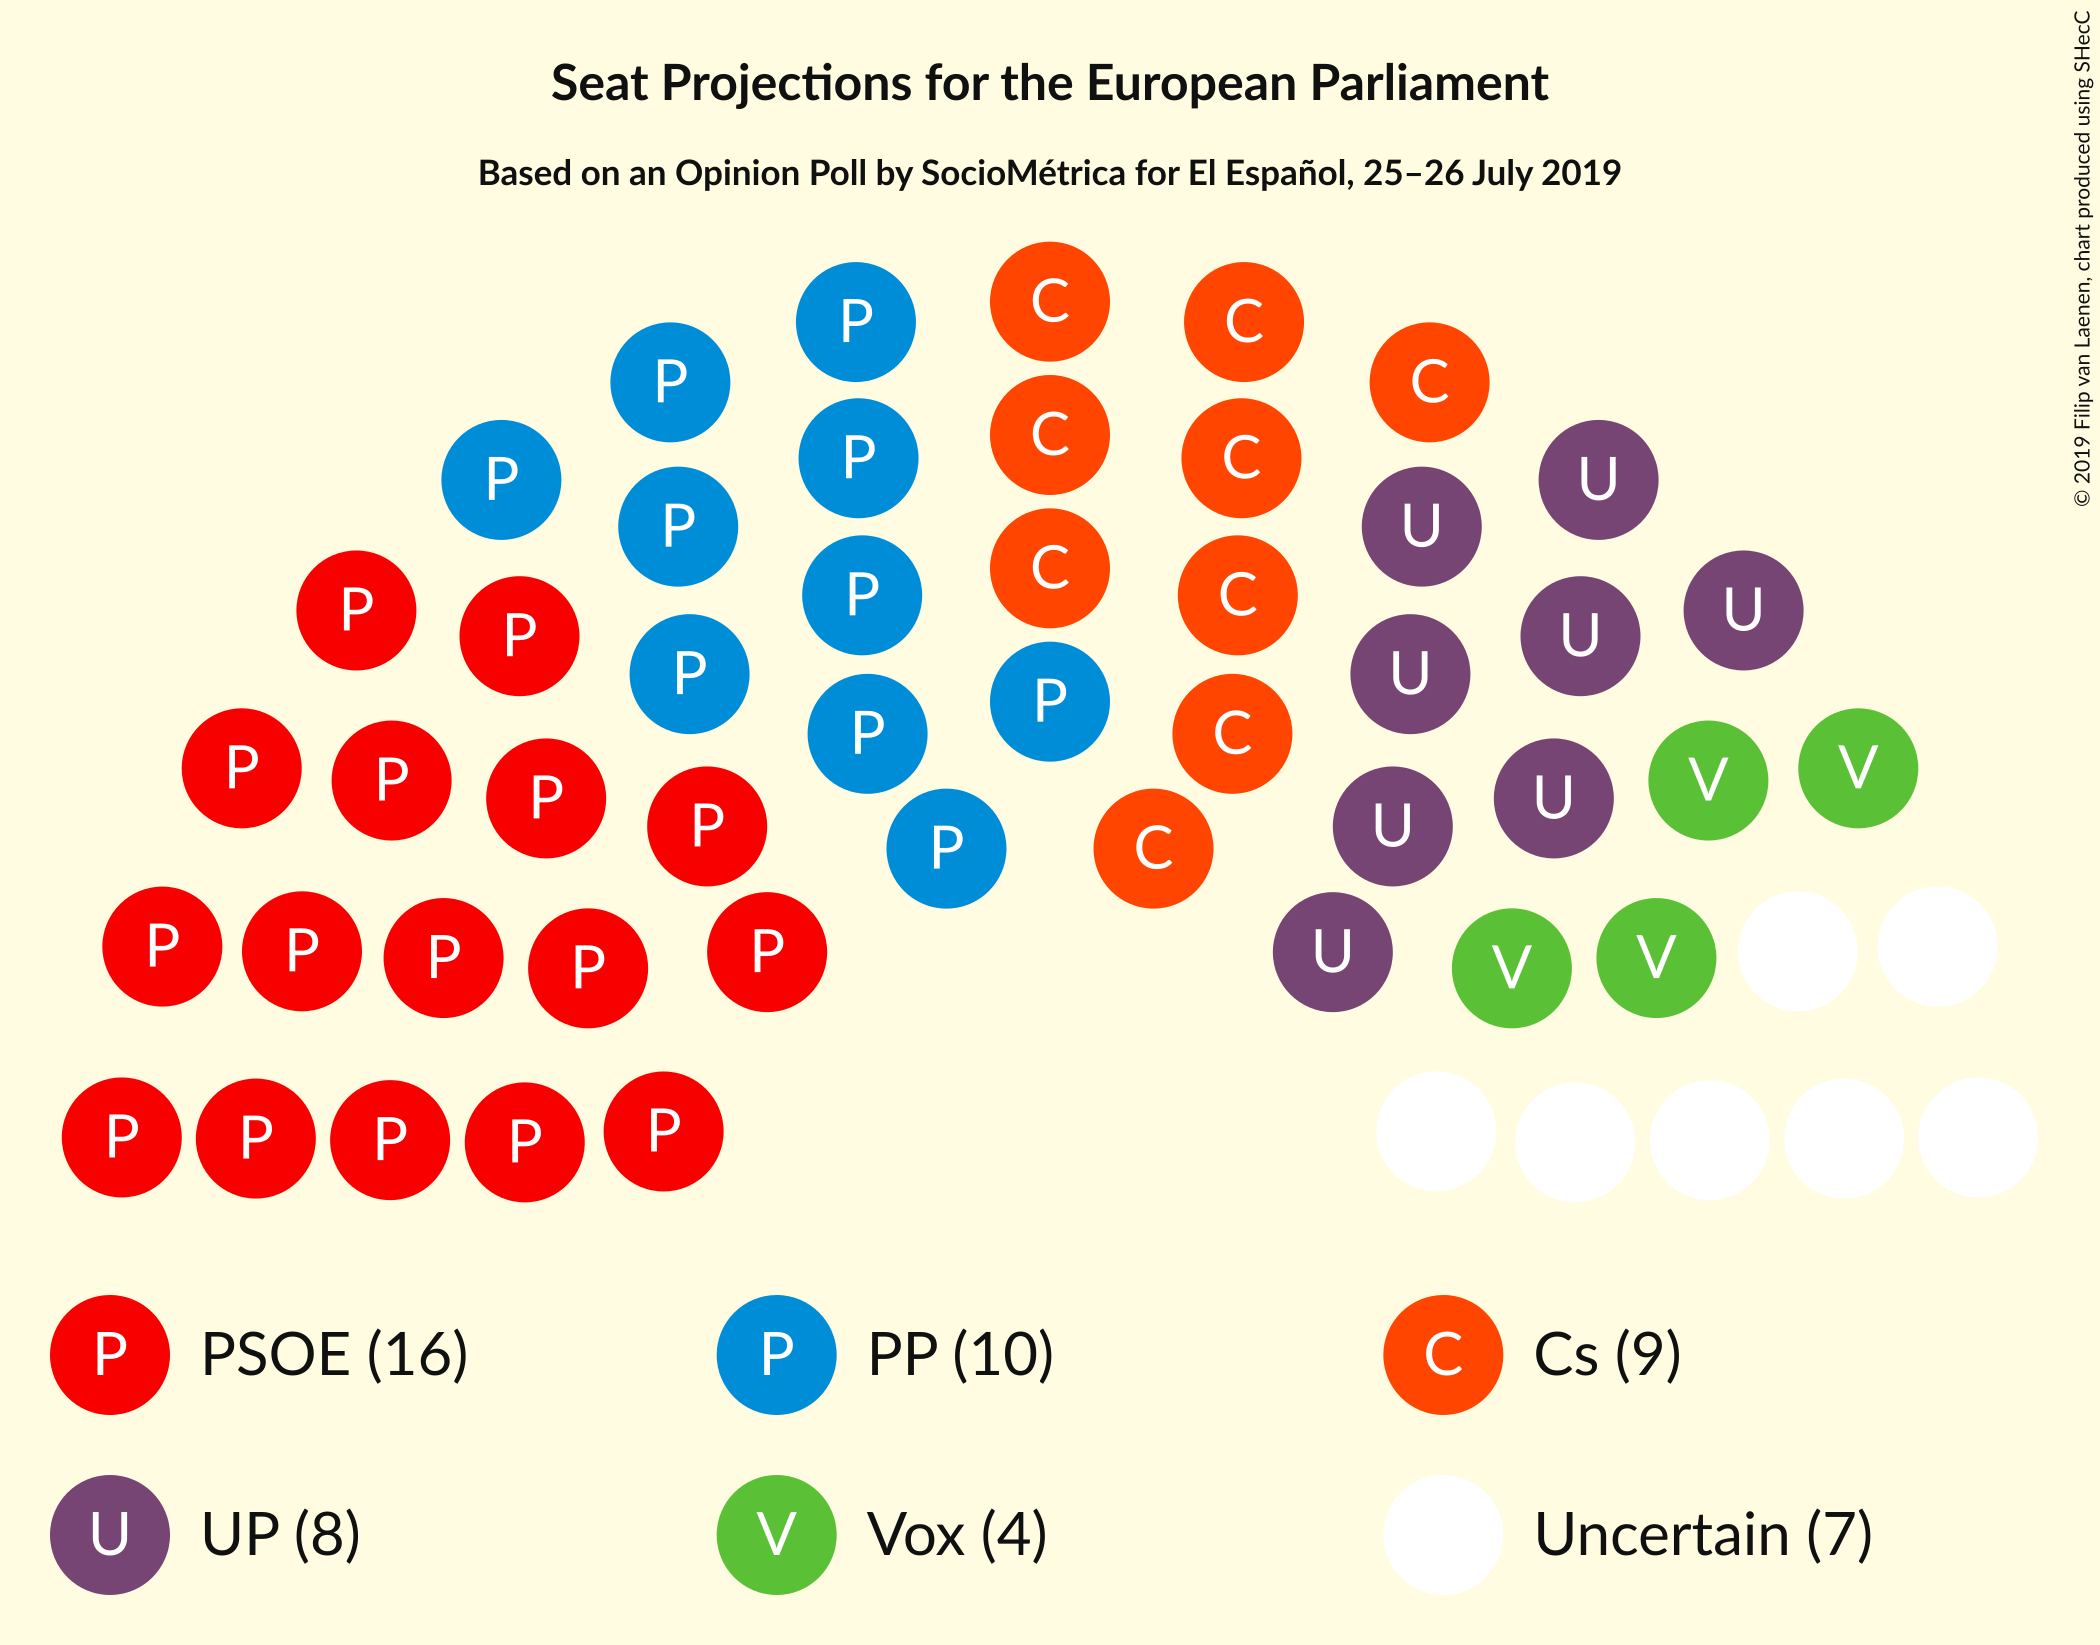 Seat Projections for the European Parliament
Based on an Opinion Poll by SocioMétrica for El Español, 25–26 July 2019
© 2019 Filip van Laenen, chart produced using SHecC
P C C
P C
P P C C U
P P C C U
P P P C U U
P P P U
P P P C V V
P P P U U
P C
P P P P P U V V
P P P P P
P PSOE (16) P PP (10) C Cs (9)
U UP (8) V Vox (4) Uncertain (7)